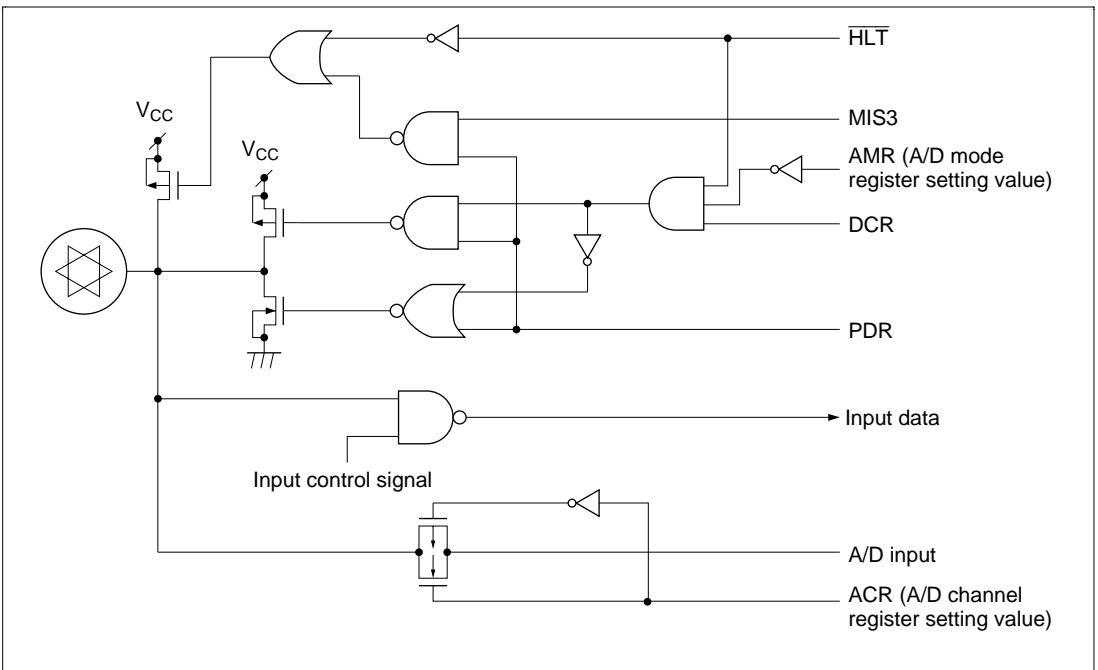 H̅L̅T̅
MIS3
AMR (A/D mode
register setting value)
DCR
PDR
VCC
VCC
Input data
Input control signal
A/D input
ACR (A/D channel
register setting value)